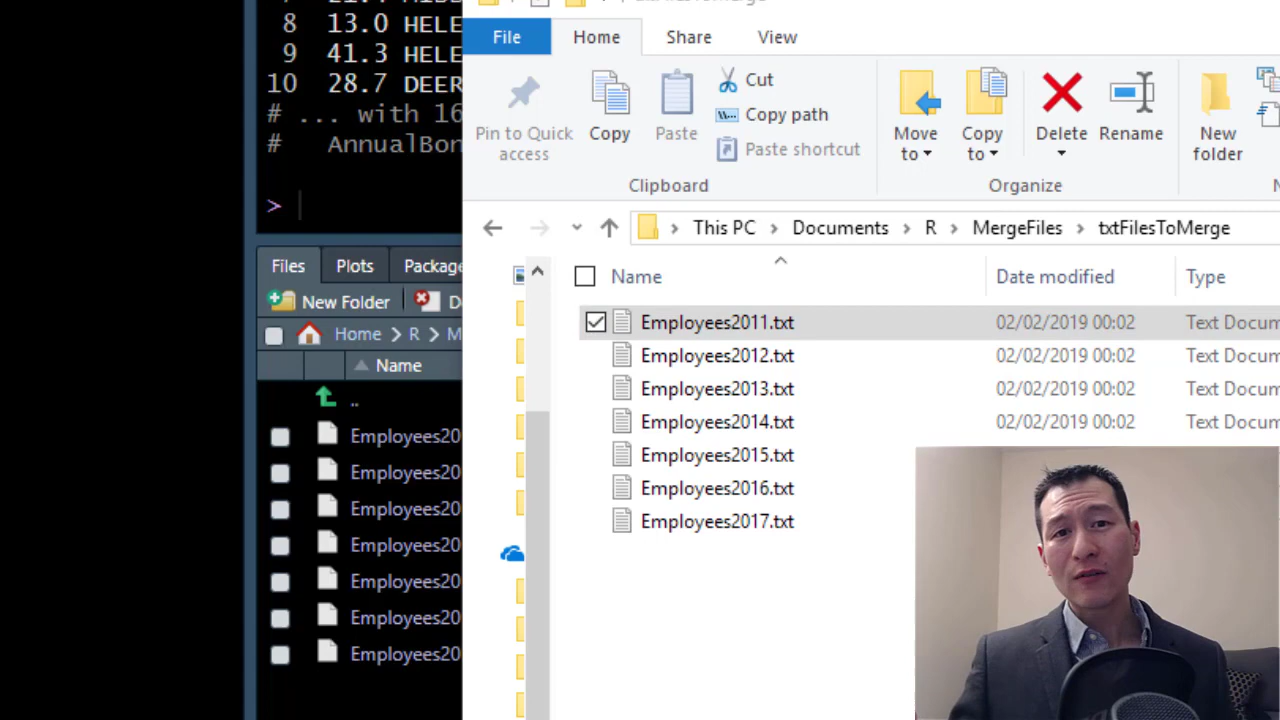 8 13.0 HELE
9 41.3 HELE
10 28.7 DEER
# ... with 16
# AnnualBon
>
Files Plots Package
New Folder
Home R M
Name
..
Employees20
Employees20
Employees20
Employees20
Employees20
Employees20
Employees20
File Home Share View
Pin to Quick access
Copy
Paste
Cut
Copy path
Paste shortcut
Clipboard
Move to
Copy to
Delete
Rename
New folder
Organize
This PC > Documents > R > MergeFiles > txtFilesToMerge
Name Date modified Type
Employees2011.txt 02/02/2019 00:02 Text Docum
Employees2012.txt 02/02/2019 00:02 Text Docum
Employees2013.txt 02/02/2019 00:02 Text Docum
Employees2014.txt 02/02/2019 00:02 Text Docum
Employees2015.txt
Employees2016.txt
Employees2017.txt